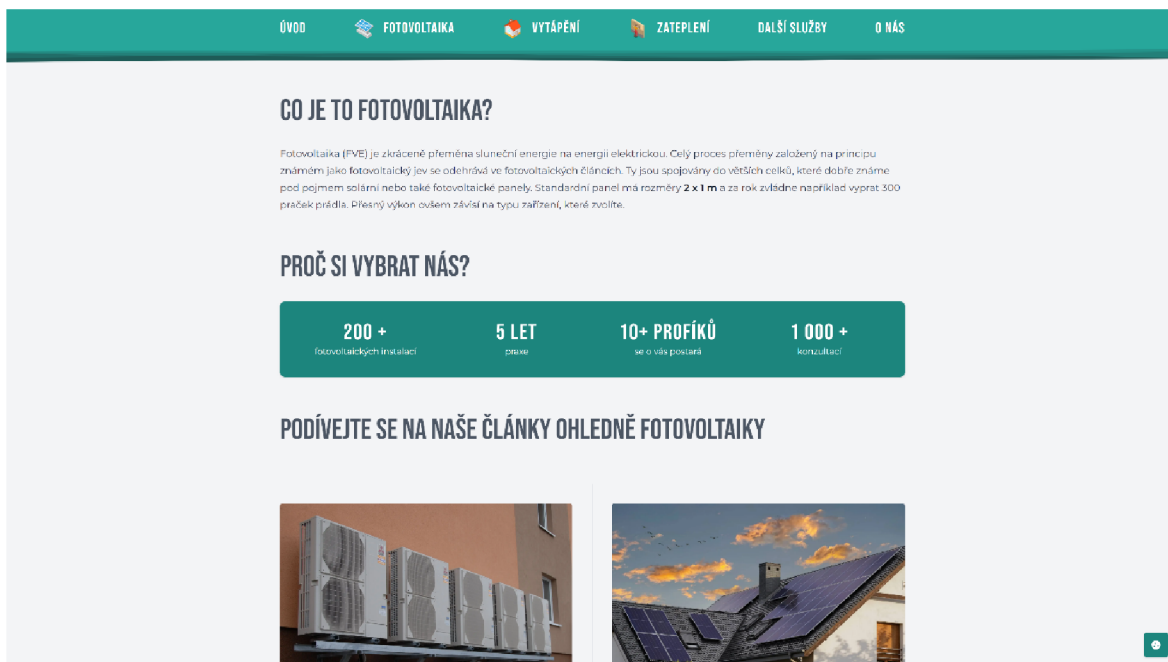 ÚVOD FOTOVOLTAIKA VYTÁPĚNÍ ZATEPLENÍ DALŠÍ SLUŽBY O NÁS
CO JE TO FOTOVOLTAIKA?
Fotovoltaika (FVE) je zkráceně přeměna sluneční energie na energii elektrickou. Celý proces přeměny založený na principu
známém jako fotovoltaický jev se odehrává ve fotovoltaických článcích. Ty jsou spojovány do větších celků, které dobře známe
pod pojmem solární nebo také fotovoltaické panely. Standardní panel má rozměry 2 x 1 m a za rok zvládne například vyprat 300
praček prádla. Přesný výkon ovšem závisí na typu zařízení, které zvolíte.
PROČ SI VYBRAT NÁS?
200 + 5 LET 10+ PROFÍKŮ 1 000 +
fotovoltaických instalací praxe se o vás postará konzultací
PODÍVEJTE SE NA NAŠE ČLÁNKY OHLEDNĚ FOTOVOLTAIKY